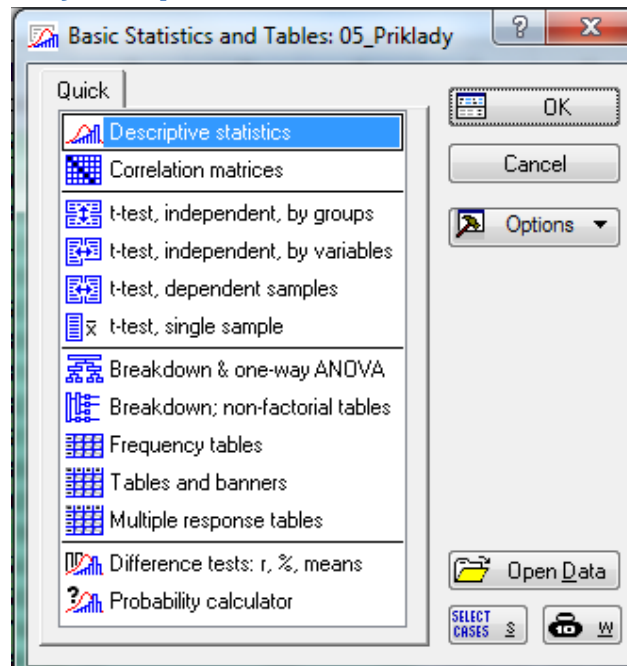 Basic Statistics and Tables: 05_Priklady
Quick
OK
Descriptive statistics
Correlation matrices
Cancel
t-test, independent, by groups
Options
t-test, independent, by variables
t-test, dependent samples
x t-test, single sample
Breakdown & one-way ANOVA
Breakdown; non-factorial tables
Frequency tables
Tables and banners
Multiple response tables
Difference tests: r, %, means
Open Data
? Probability calculator
SELECT
CASES S
W